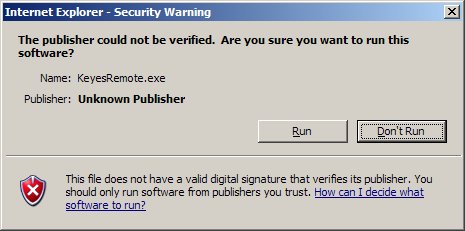 Internet Explorer - Security Warning
The publisher could not be verified.  Are you sure you want to run this
software?
Name: KeyesRemote.exe
Publisher: Unknown Publisher
Run
Don't Run
This file does not have a valid digital signature that verifies its publisher. You
should only run software from publishers you trust. How can I decide what
software to run?